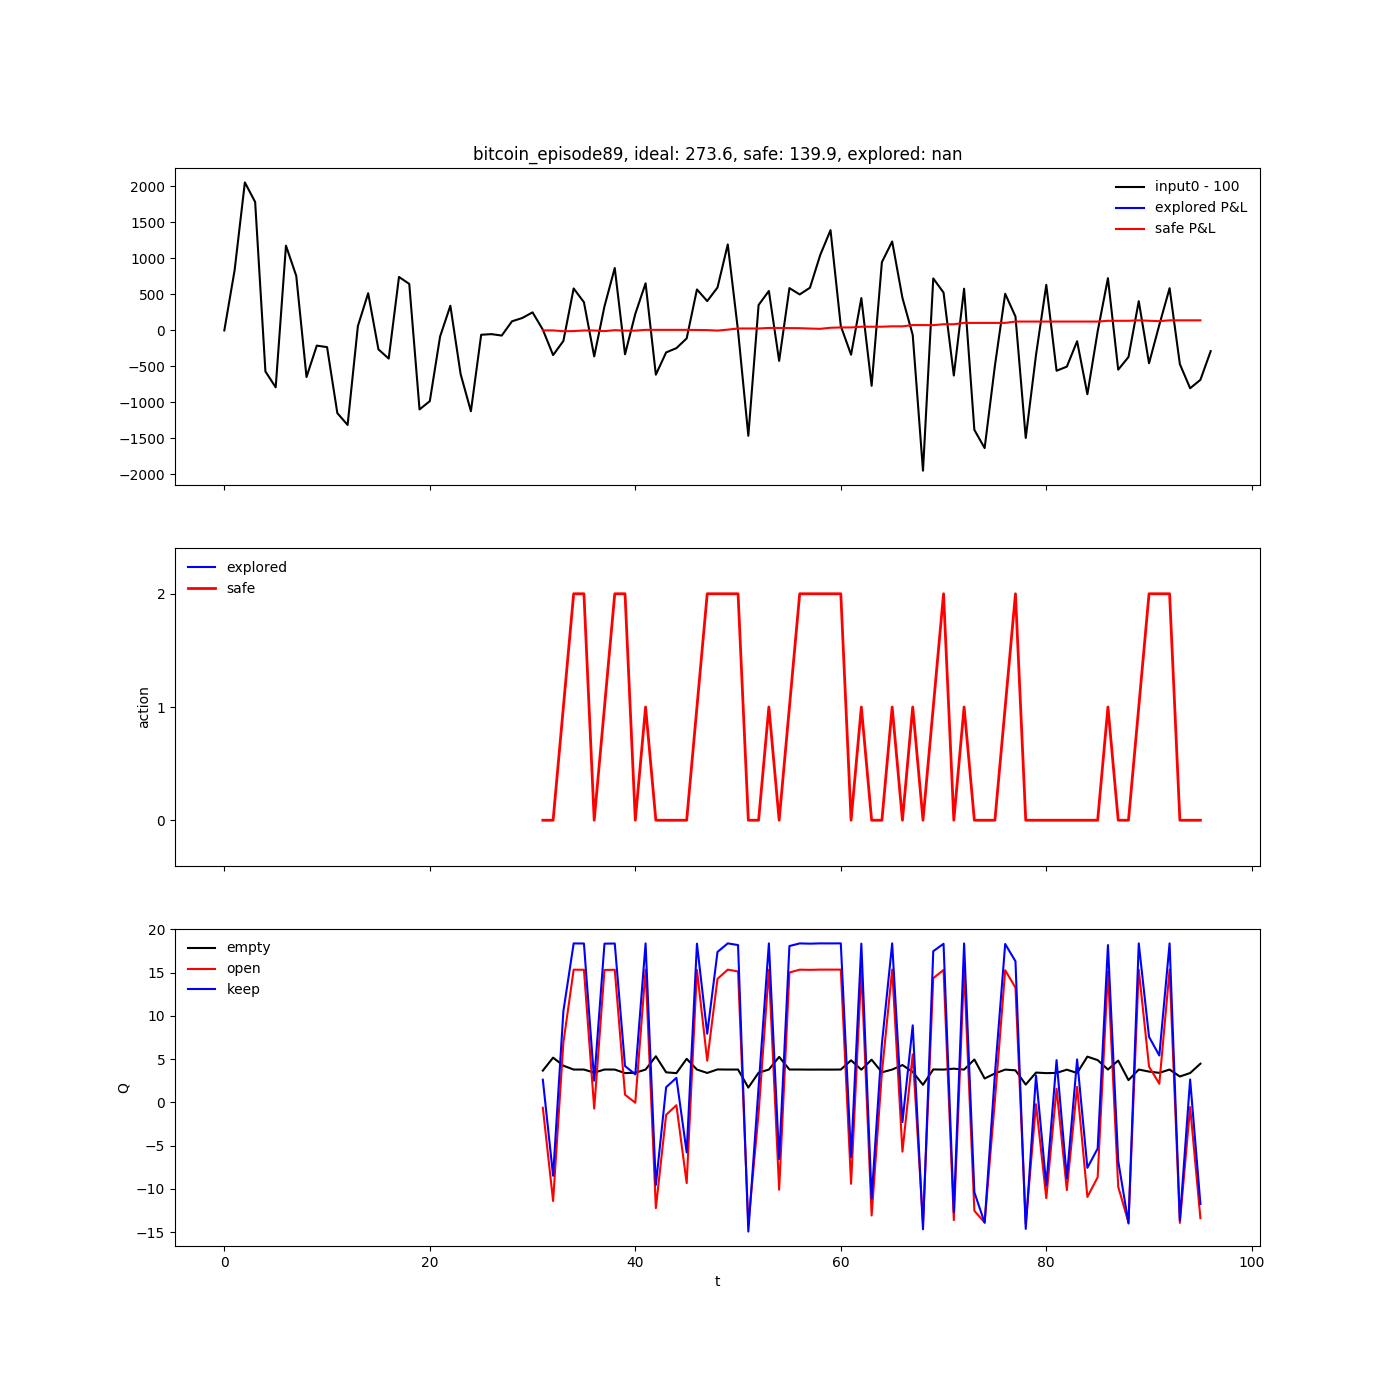 bitcoin_episode89, ideal: 273.6, safe: 139.9, explored: nan
2000
1500
1000
500
0
−500
−1000
−1500
−2000
input0 - 100
explored P&L
safe P&L
explored
safe
2
1
0
action
empty
open
keep
20
15
10
5
0
−5
−10
−15
Q
0 20 40 60 80 100
t